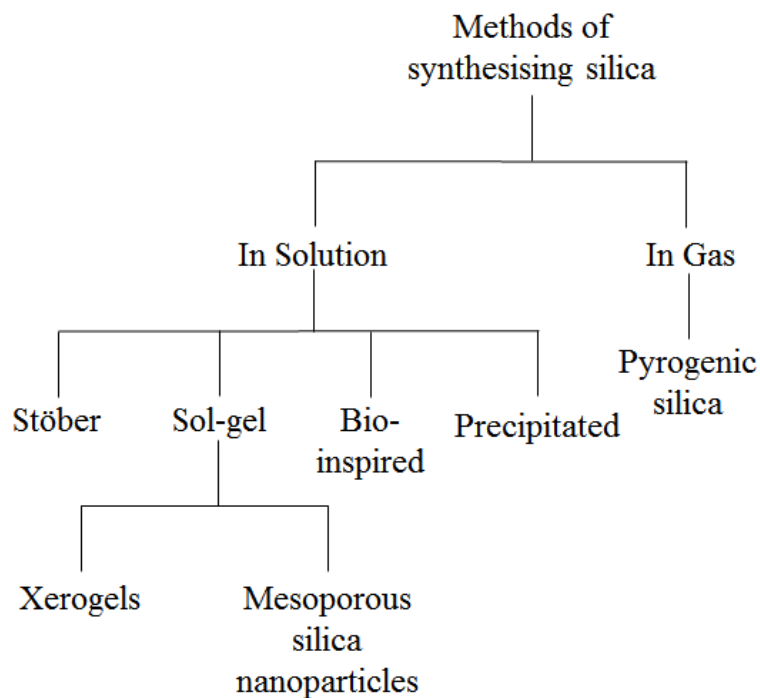 Methods of
synthesising silica
In Solution
In Gas
Stöber
Sol-gel
Bio-
inspired
Precipitated
Pyrogenic
silica
Xerogels
Mesoporous
silica
nanoparticles